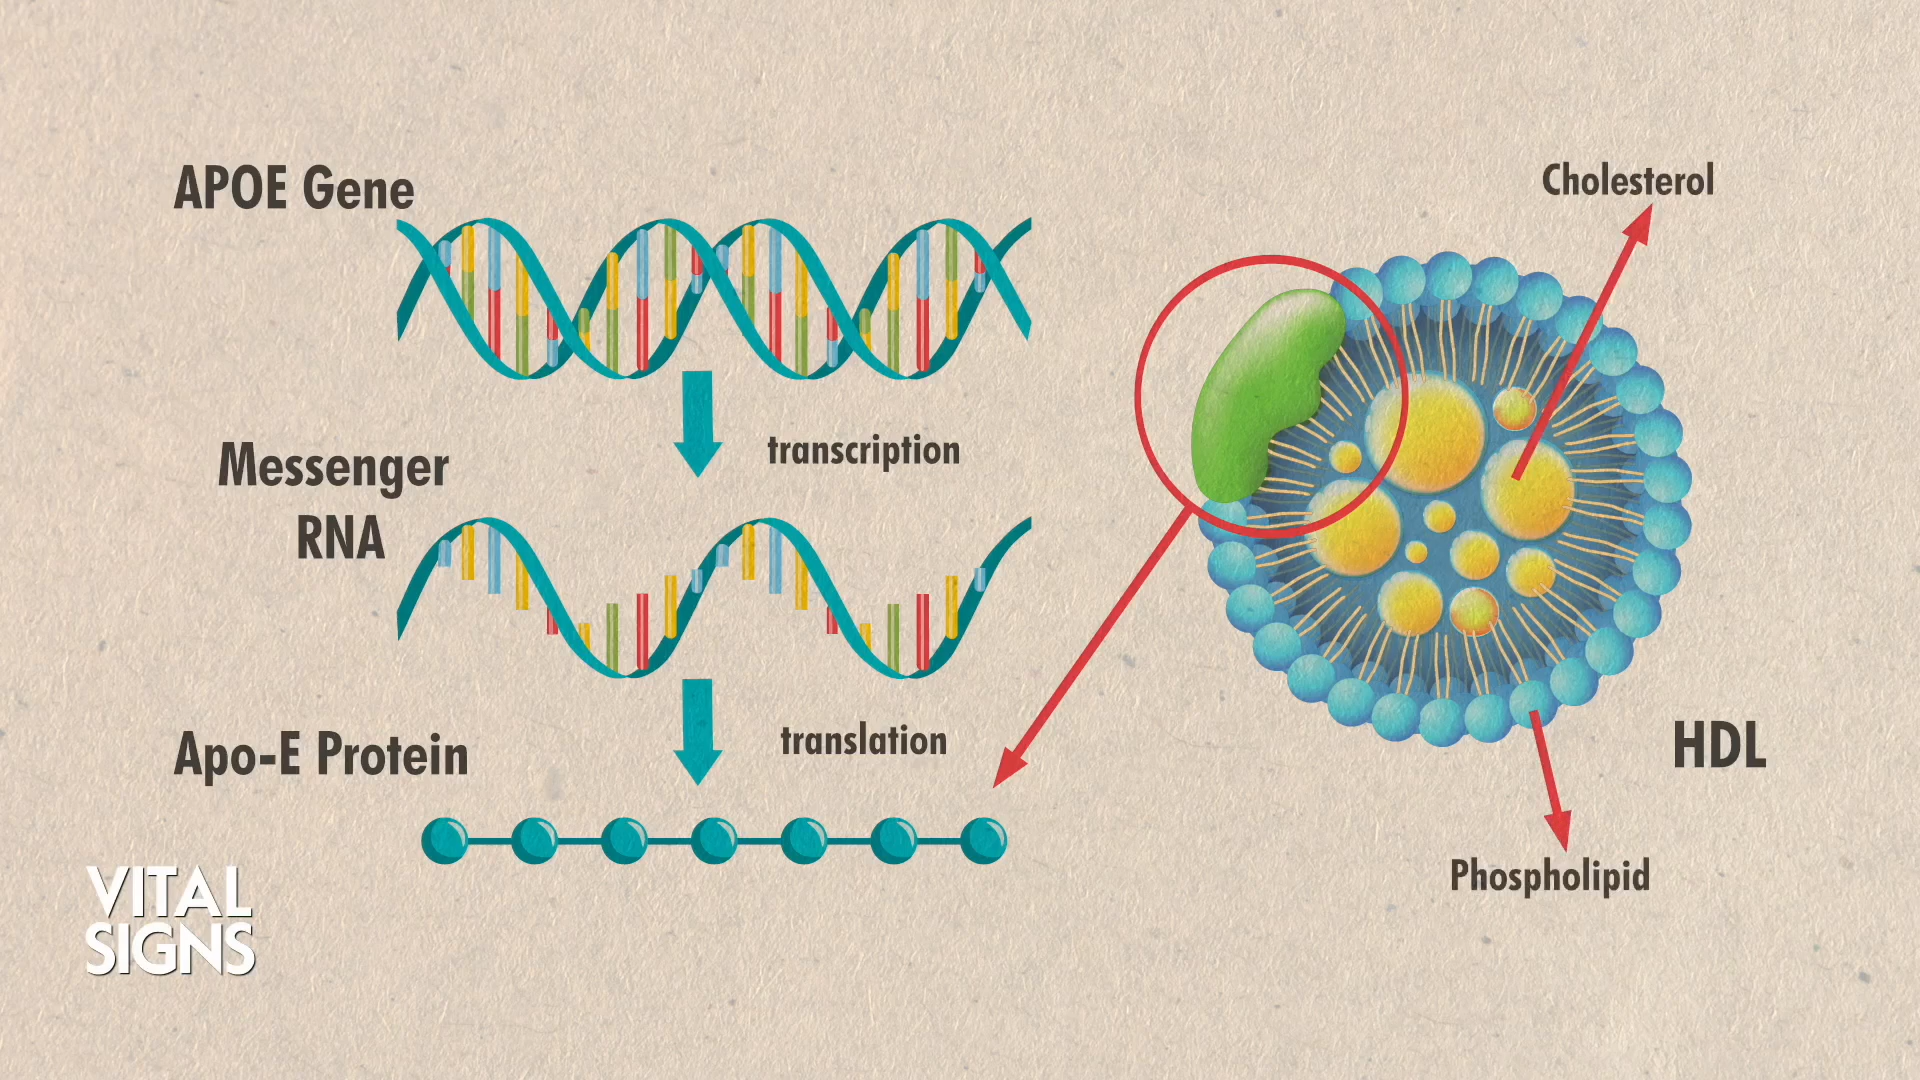 APOE Gene
transcription
Messenger
RNA
translation
Apo-E Protein
Cholesterol
HDL
Phospholipid
VITAL
SIGNS